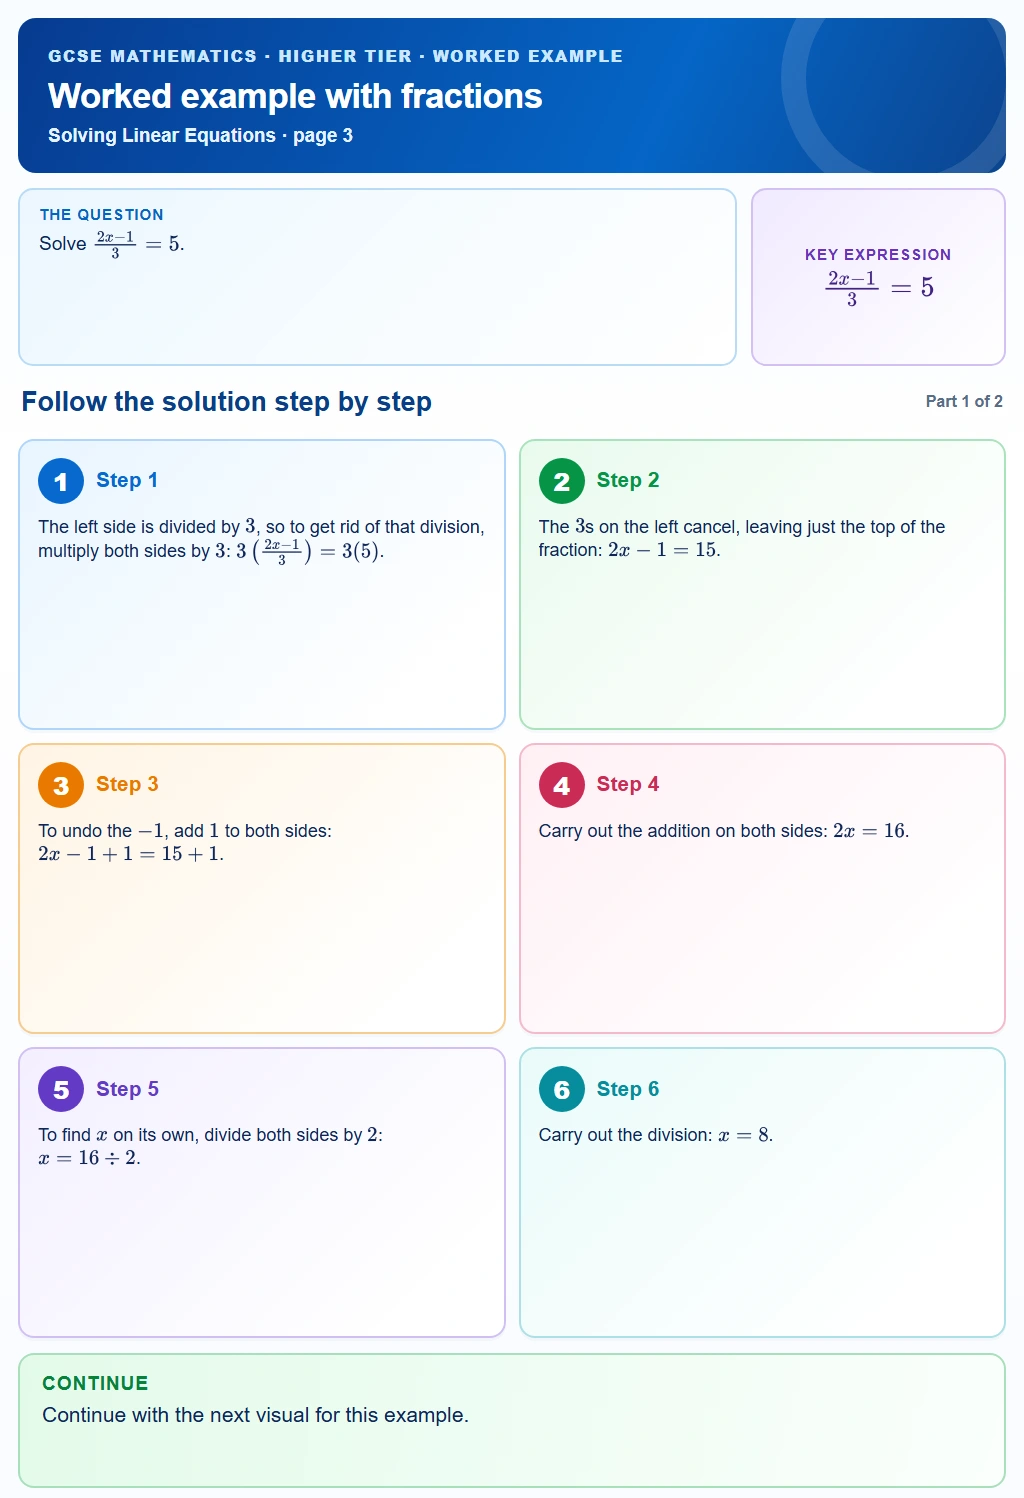 GCSE MATHEMATICS · HIGHER TIER · WORKED EXAMPLE
Worked example with fractions
Solving Linear Equations · page 3
THE QUESTION
Solve $\frac{2x-1}{3} = 5$.
KEY EXPRESSION
$\frac{2x-1}{3} = 5$
Follow the solution step by step
Part 1 of 2
1 Step 1
The left side is divided by 3, so to get rid of that division,
multiply both sides by 3: $3\left(\frac{2x-1}{3}\right) = 3(5)$.
2 Step 2
The 3s on the left cancel, leaving just the top of the
fraction: $2x - 1 = 15$.
3 Step 3
To undo the −1, add 1 to both sides:
$2x - 1 + 1 = 15 + 1$.
4 Step 4
Carry out the addition on both sides: $2x = 16$.
5 Step 5
To find $x$ on its own, divide both sides by 2:
$x = 16 ÷ 2$.
6 Step 6
Carry out the division: $x = 8$.
CONTINUE
Continue with the next visual for this example.